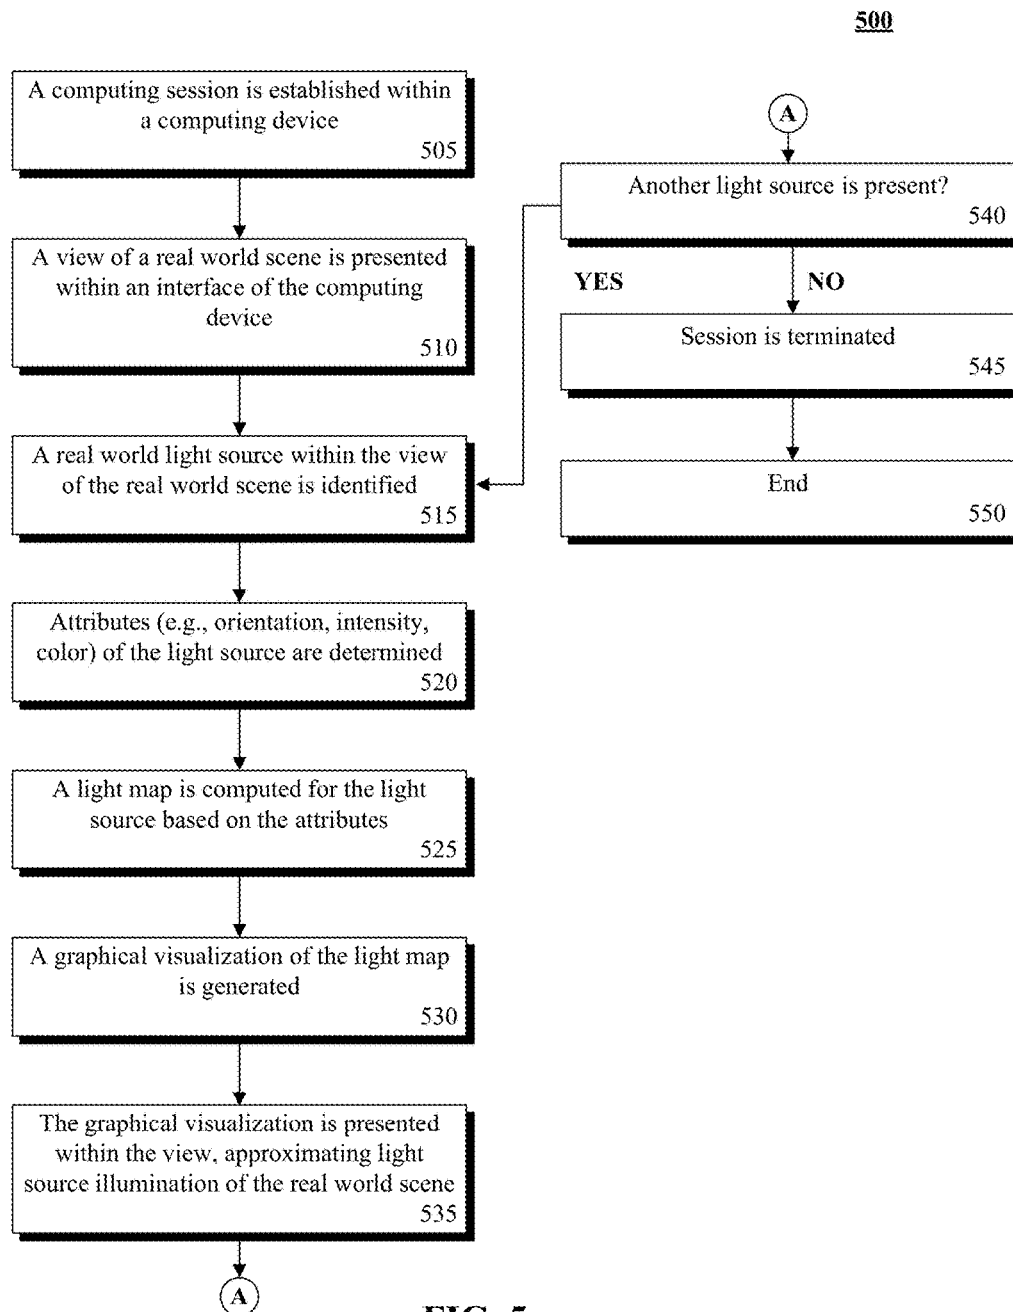 500
A computing session is established within
a computing device
505
A view of a real world scene is presented
within an interface of the computing
device
510
A real world light source within the view
of the real world scene is identified
515
Attributes (e.g., orientation, intensity,
color) of the light source are determined
520
A light map is computed for the light
source based on the attributes
525
A graphical visualization of the light map
is generated
530
The graphical visualization is presented
within the view, approximating light
source illumination of the real world scene
535
A
A
Another light source is present?
540
YES
NO
Session is terminated
545
End
550
FIG. 5